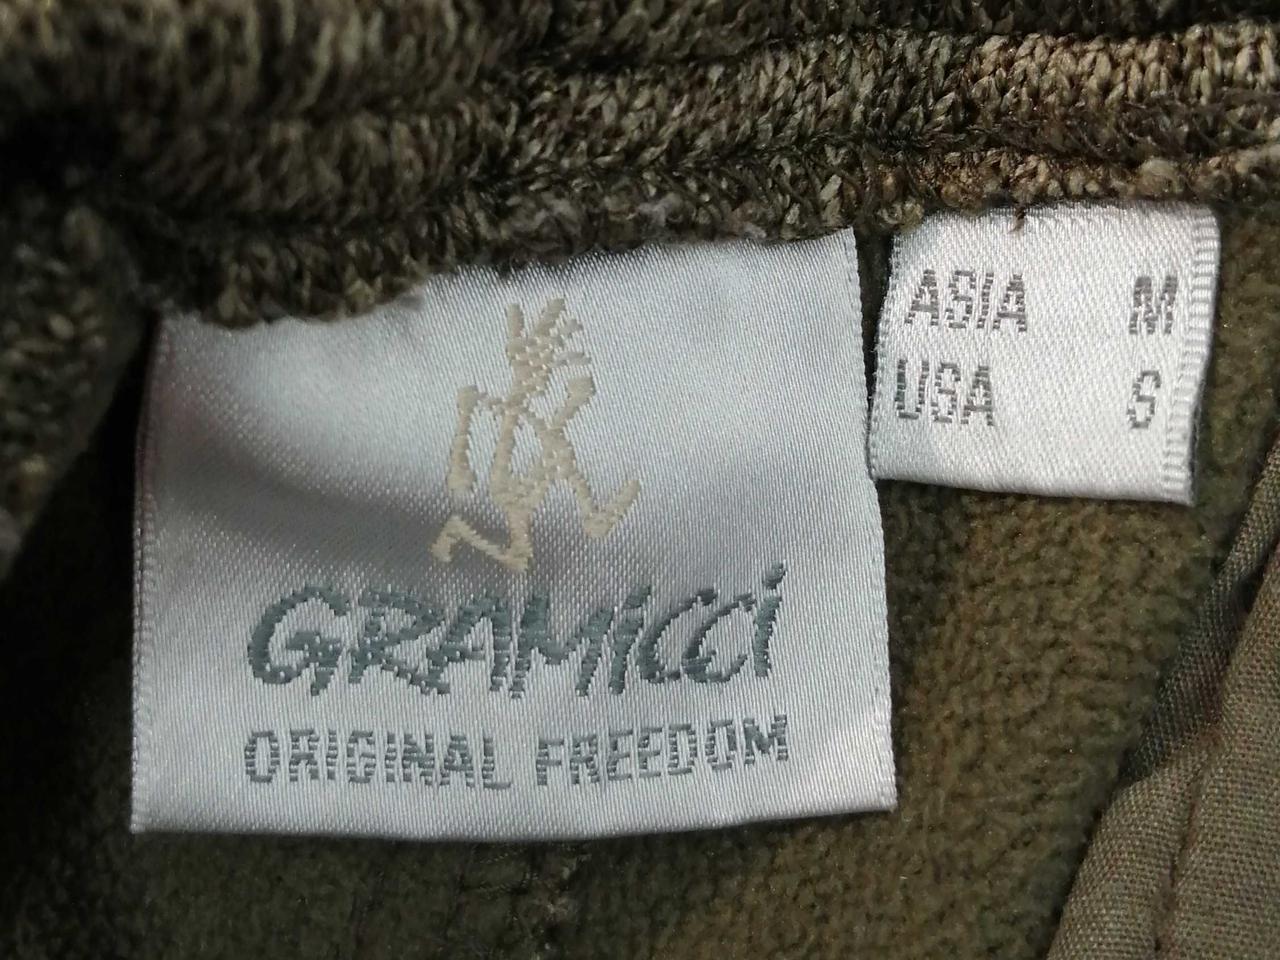 GRAMicci
ORIGINAL FREEDOM
ASIA M
USA S